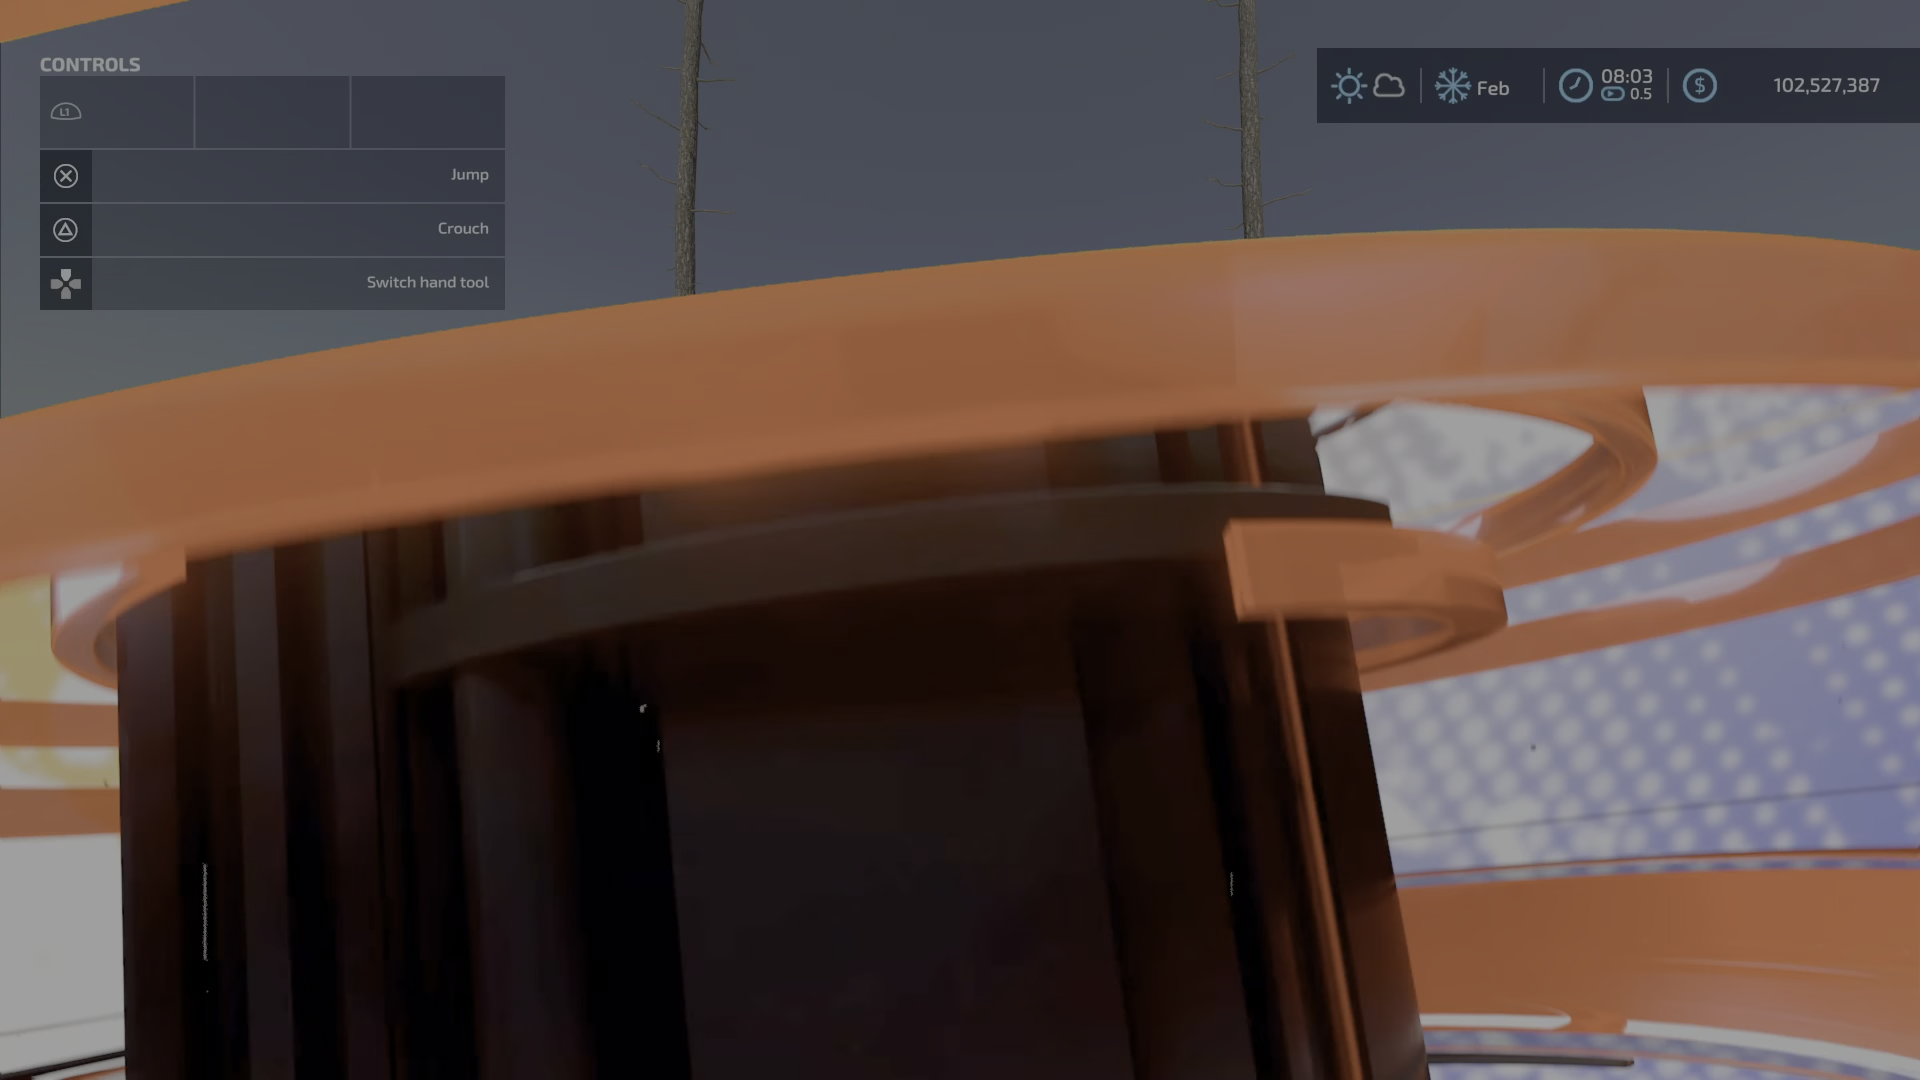 CONTROLS
L1
Jump
Crouch
Switch hand tool
Feb
08:03
0.5
$
102,527,387